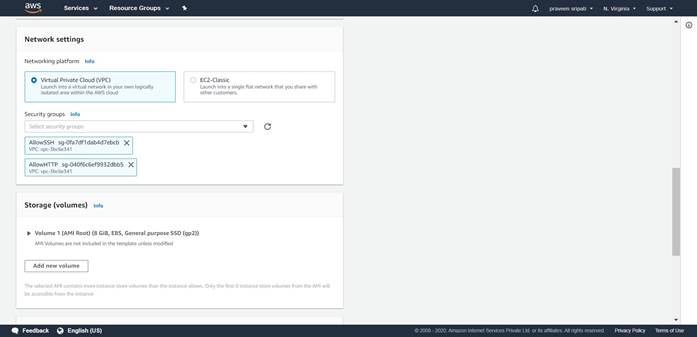 aws Services Resource Groups praveen sripati N. Virginia Support
Network settings
Networking platform Info
Virtual Private Cloud (VPC)
Launch into a virtual network in your own logically
isolated area within the AWS cloud
EC2-Classic
Launch into a single flat network that you share with
other customers.
Security groups Info
Select security groups
AllowSSH sg-0fa7df1dab4d7ebcb
VPC: vpc-3bc6e341
AllowHTTP sg-040f6c6ef9932dbb5
VPC: vpc-3bc6e341
Storage (volumes) Info
Volume 1 (AMI Root) (8 GiB, EBS, General purpose SSD (gp2))
AMI Volumes are not included in the template unless modified
Add new volume
The selected AMI contains more instance store volumes than the instance allows. Only the first 0 instance store volumes from the AMI will
be accessible from the instance
Feedback English (US) © 2008 - 2020, Amazon Internet Services Private Ltd. or its affiliates. All rights reserved. Privacy Policy Terms of Use